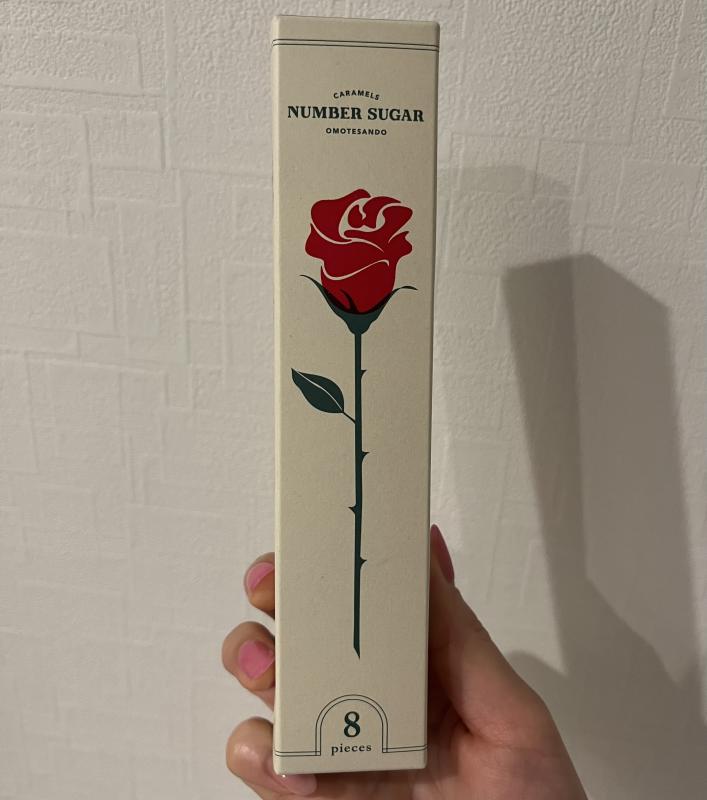 CARAMELS
NUMBER SUGAR
OMOTESANDO
8
pieces